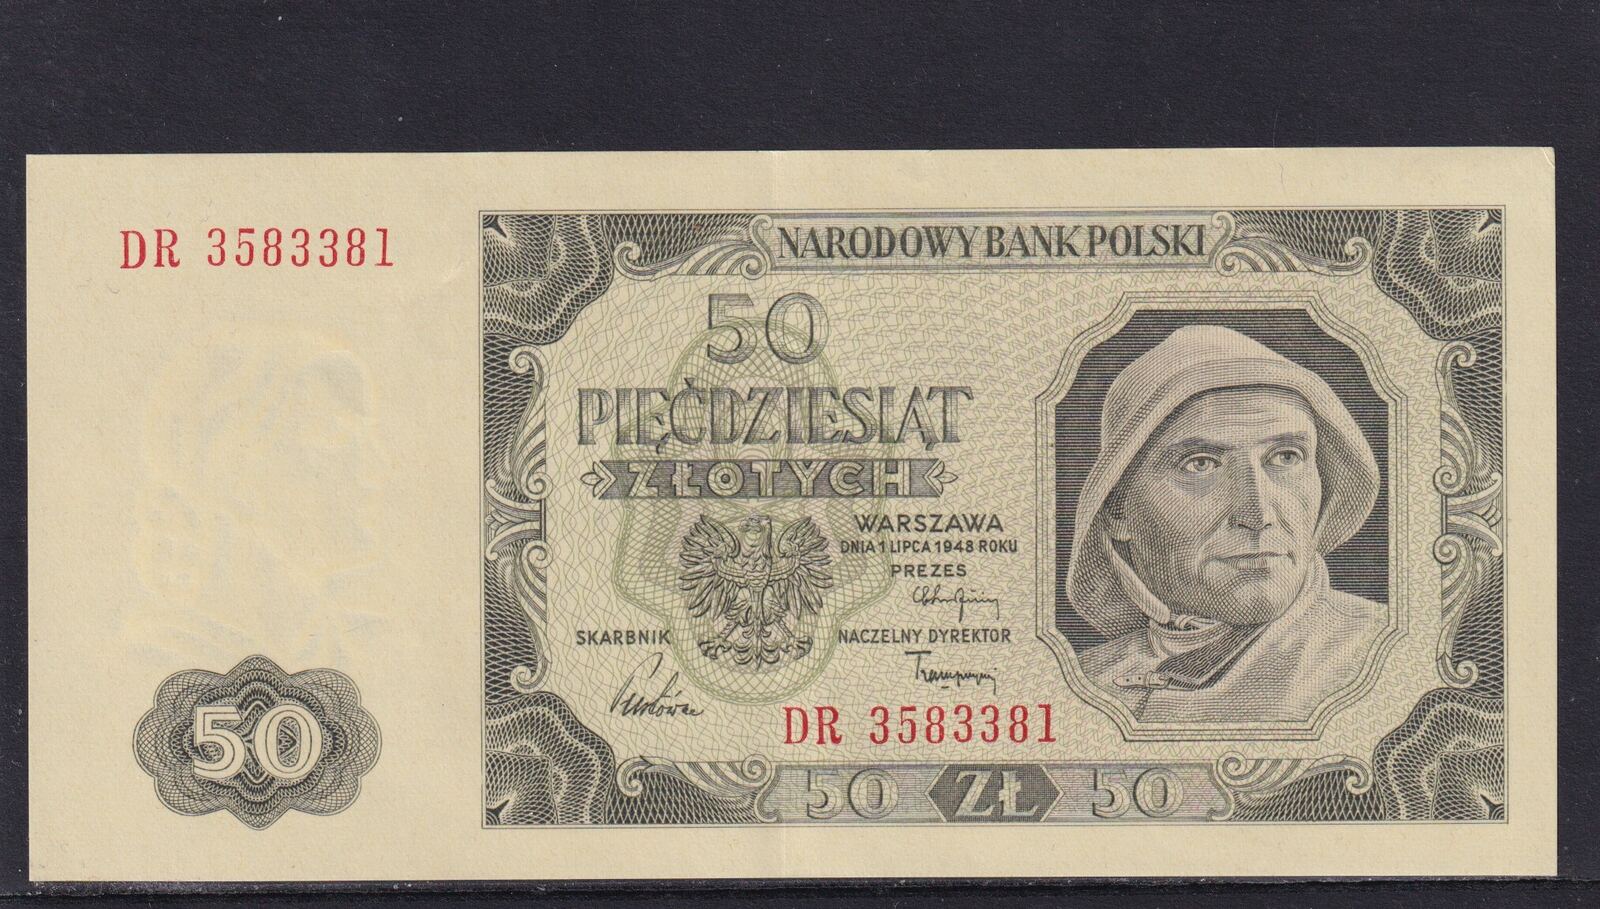 DR 3583381
NARODOWY BANK POLSKI
50
PIĘĆDZIESIĄT
ZŁOTYCH
WARSZAWA
DNIA 1 LIPCA 1948 ROKU
PREZES
SKARBNIK
NACZELNY DYREKTOR
DR 3583381
50
50 ZŁ 50